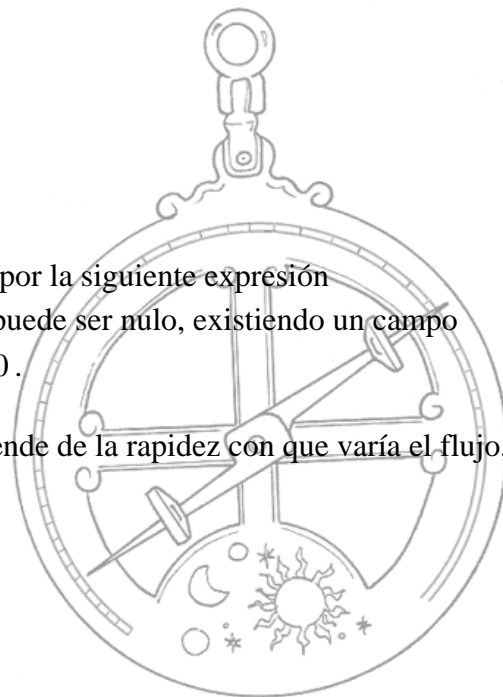 por la siguiente expresión
puede ser nulo, existiendo un campo
.
ende de la rapidez con que varía el flujo.